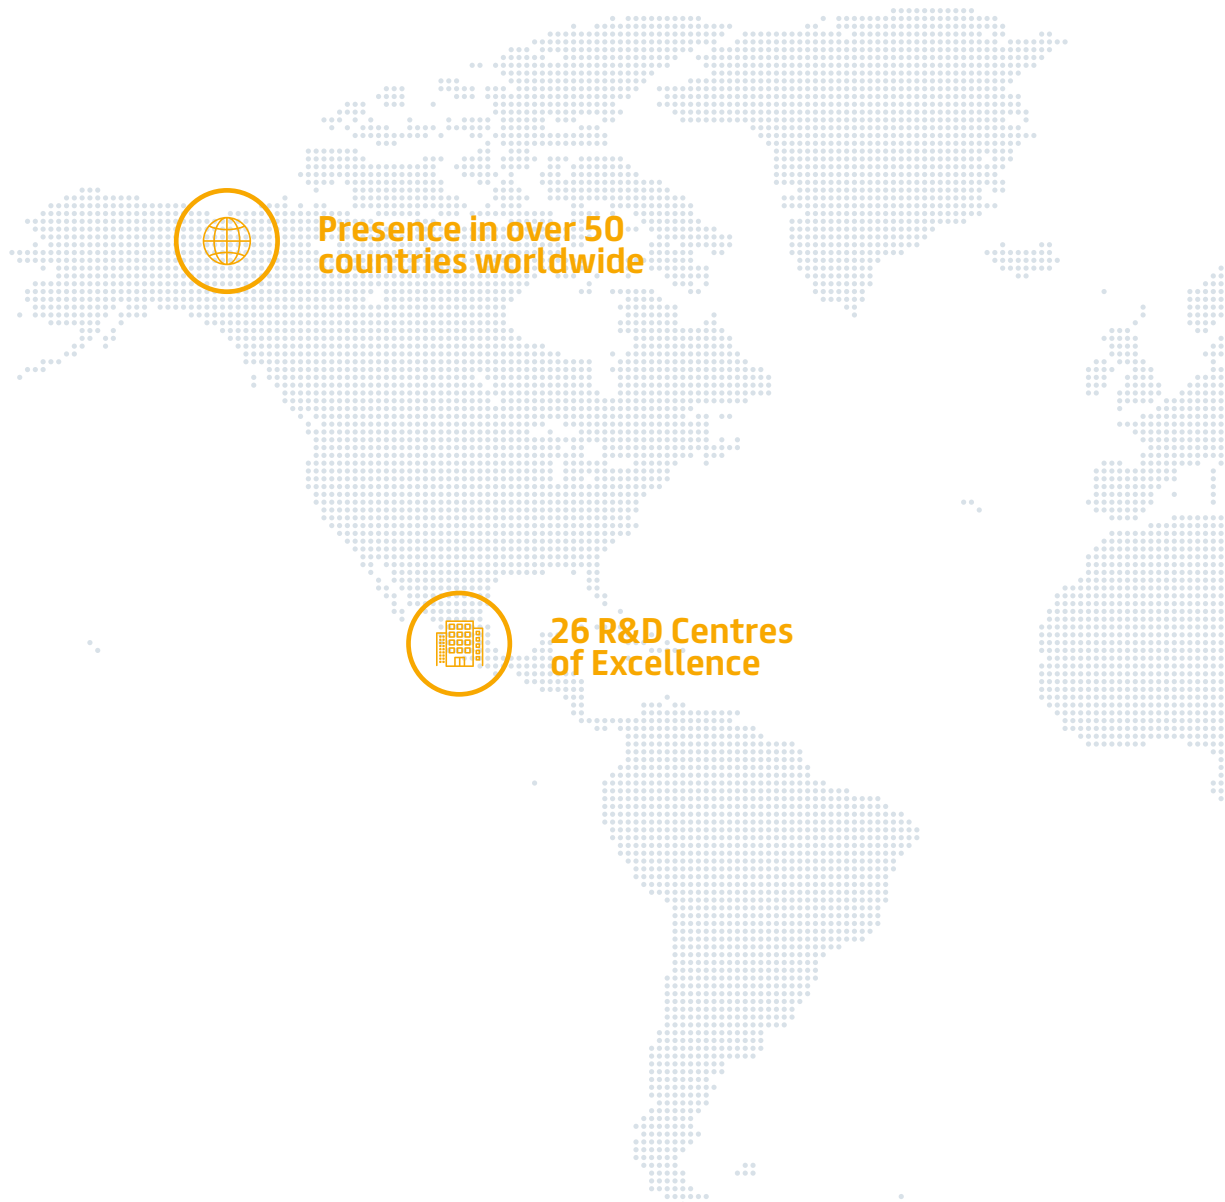 Presence in over 50
countries worldwide
26 R&D Centres
of Excellence